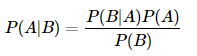 P(A|B) = P(B|A)P(A) / P(B)